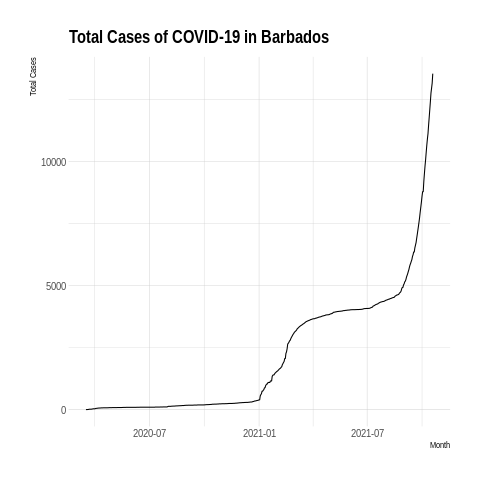 Total Cases of COVID-19 in Barbados
Total Cases
10000
5000
0
2020-07
2021-01
2021-07
Month